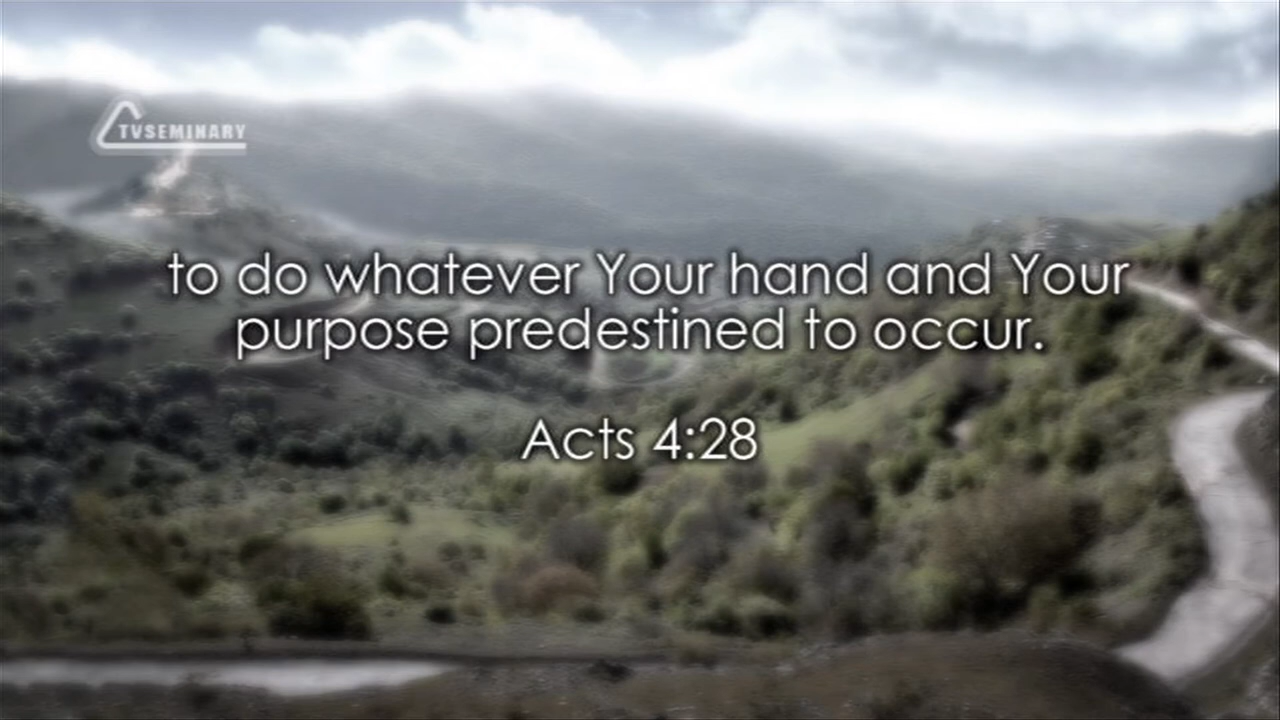 TVSEMINARY
to do whatever Your hand and Your
purpose predestined to occur.
Acts 4:28